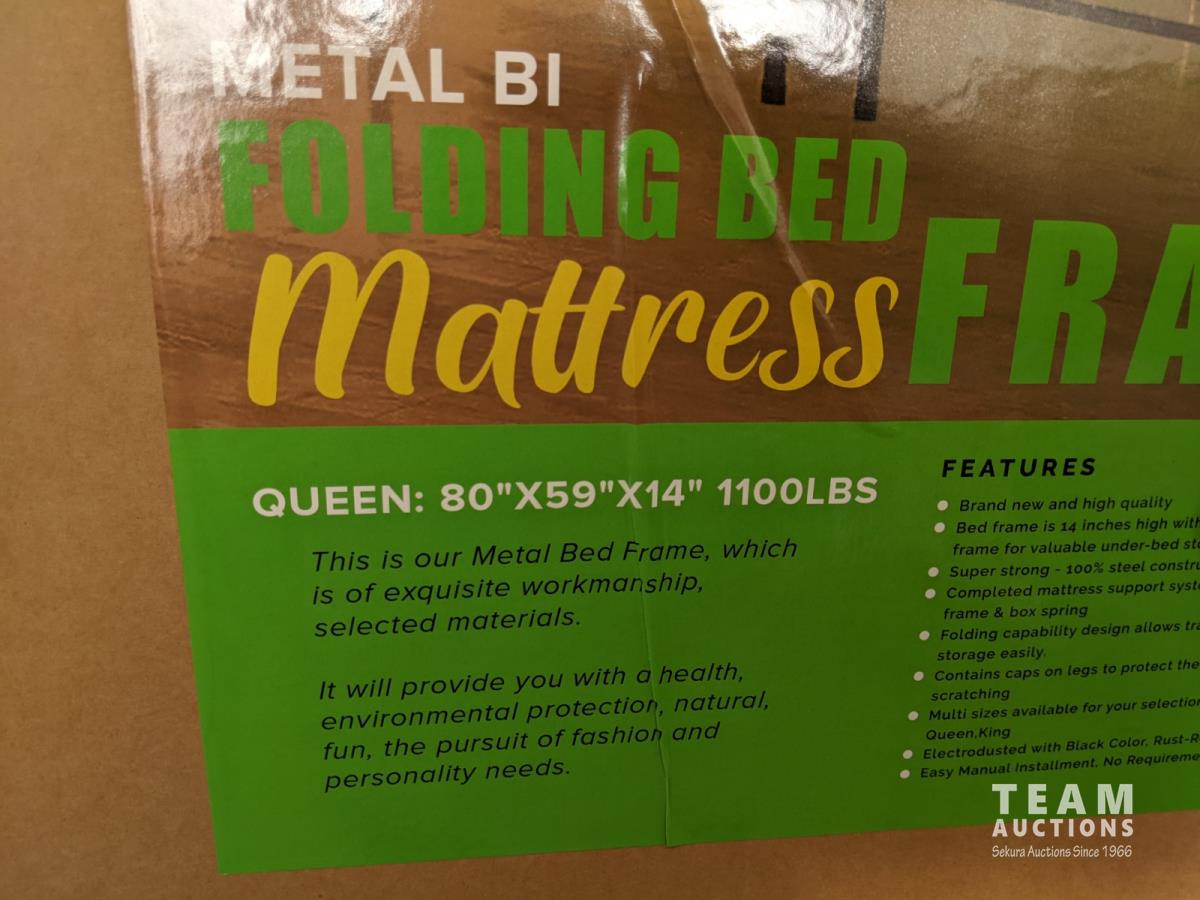 METAL BI
FOLDING BED
Mattress FRA
QUEEN: 80"X59"X14" 1100LBS
This is our Metal Bed Frame, which
is of exquisite workmanship,
selected materials.
It will provide you with a health,
environmental protection, natural,
fun, the pursuit of fashion and
personality needs.
FEATURES
Brand new and high quality
Bed frame is 14 inches high with
frame for valuable under-bed sto
Super strong - 100% steel constru
Completed mattress support syst
frame & box spring
Folding capability design allows tra
storage easily.
Contains caps on legs to protect the
scratching
Multi sizes available for your selection
Queen,King
Electrodusted with Black Color, Rust-R
Easy Manual Installment, No Requireme
TEAM
AUCTIONS
Sekura Auctions Since 1966